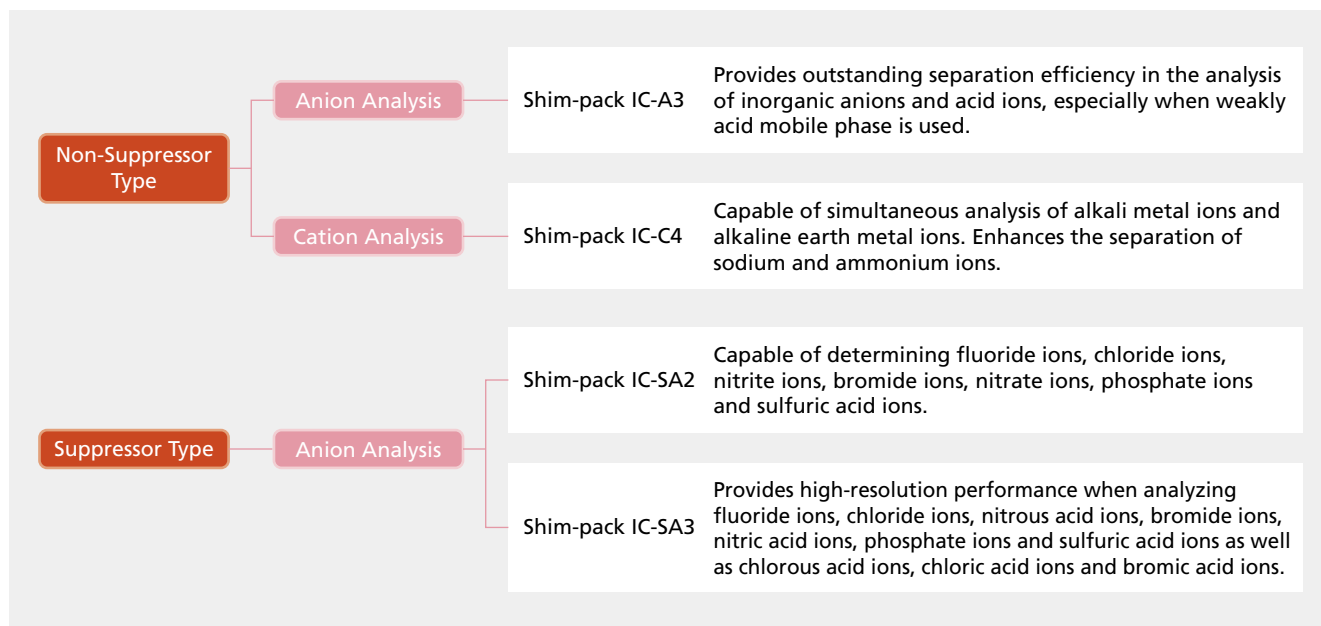 Non-Suppressor
Type
Anion Analysis
Shim-pack IC-A3
Provides outstanding separation efficiency in the analysis
of inorganic anions and acid ions, especially when weakly
acid mobile phase is used.
Cation Analysis
Shim-pack IC-C4
Capable of simultaneous analysis of alkali metal ions and
alkaline earth metal ions. Enhances the separation of
sodium and ammonium ions.
Suppressor Type
Anion Analysis
Shim-pack IC-SA2
Capable of determining fluoride ions, chloride ions,
nitrite ions, bromide ions, nitrate ions, phosphate ions
and sulfuric acid ions.
Shim-pack IC-SA3
Provides high-resolution performance when analyzing
fluoride ions, chloride ions, nitrous acid ions, bromide ions,
nitric acid ions, phosphate ions and sulfuric acid ions as well
as chlorous acid ions, chloric acid ions and bromic acid ions.